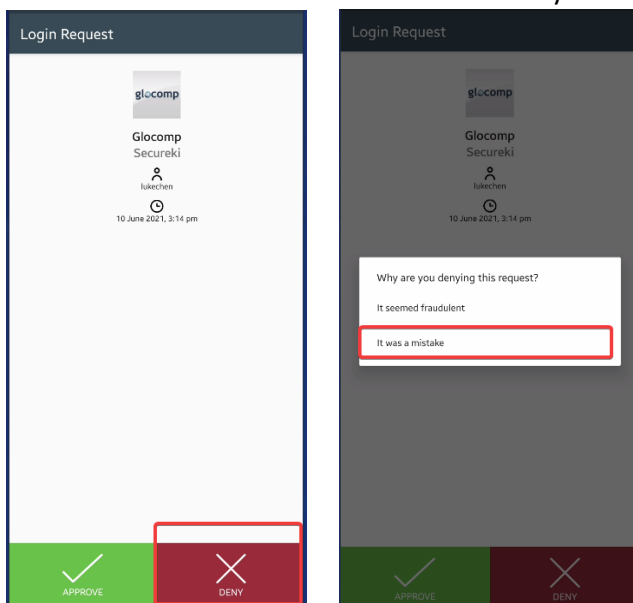 Login Request
glocomp
Glocomp
Secureki
lukechen
10 June 2021, 3:14 pm
APPROVE
DENY
Login Request
glocomp
Glocomp
Secureki
lukechen
10 June 2021, 3:14 pm
Why are you denying this request?
It seemed fraudulent
It was a mistake
APPROVE
DENY